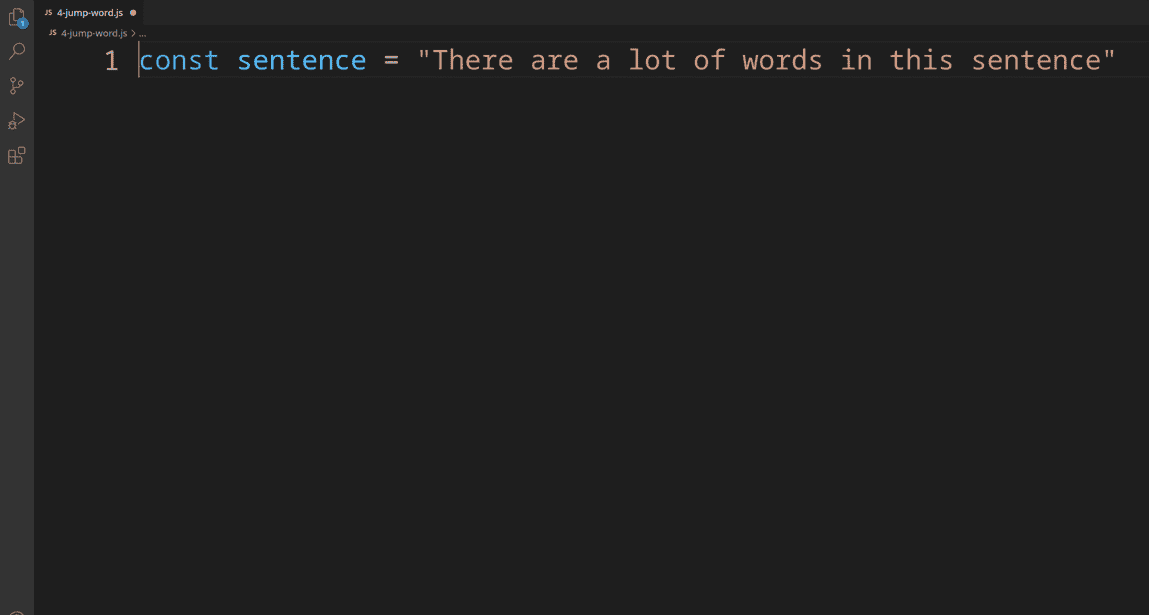 1
JS 4-jump-word.js ●
JS 4-jump-word.js > ...
1 const sentence = "There are a lot of words in this sentence"